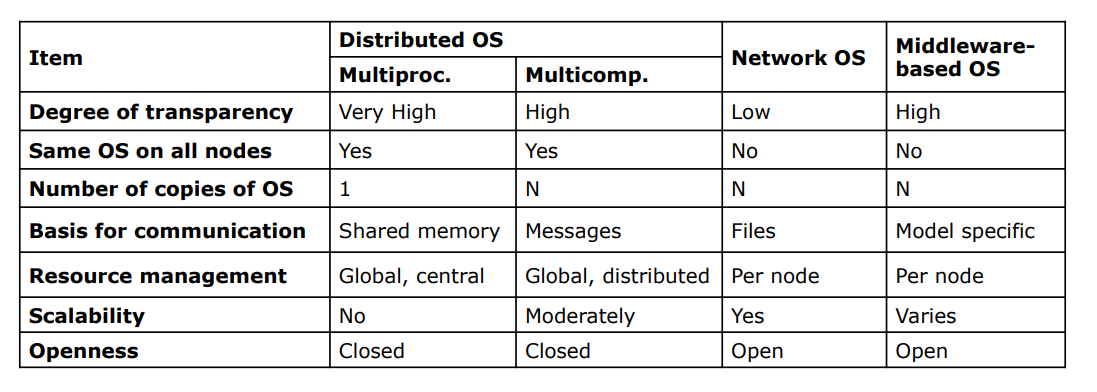 Item
Distributed OS
Network OS
Middleware-
based OS
Multiproc.
Multicomp.
Degree of transparency Very High High Low High
Same OS on all nodes Yes Yes No No
Number of copies of OS 1 N N N
Basis for communication Shared memory Messages Files Model specific
Resource management Global, central Global, distributed Per node Per node
Scalability No Moderately Yes Varies
Openness Closed Closed Open Open